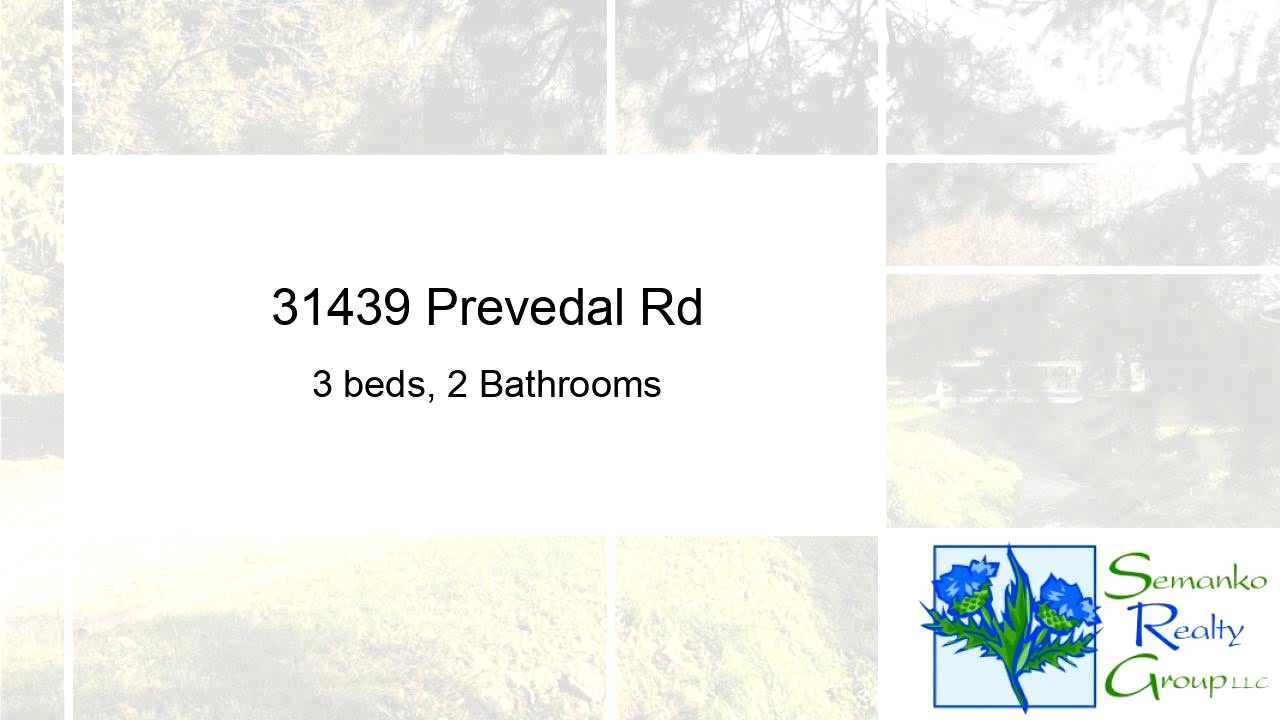 31439 Prevedal Rd
3 beds, 2 Bathrooms
Semanko
Realty
Group LLC